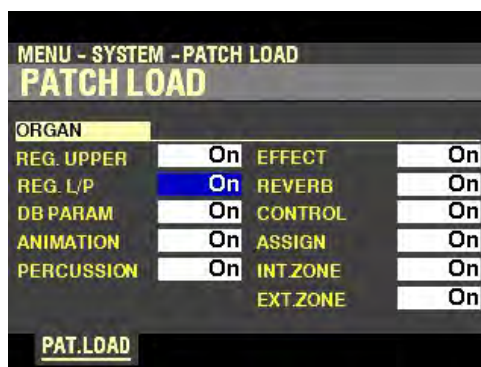 MENU - SYSTEM - PATCH LOAD
PATCH LOAD
ORGAN
REG. UPPER On EFFECT On
REG. L/P On REVERB On
DB PARAM On CONTROL On
ANIMATION On ASSIGN On
PERCUSSION On INT.ZONE On
EXT.ZONE On
PAT.LOAD